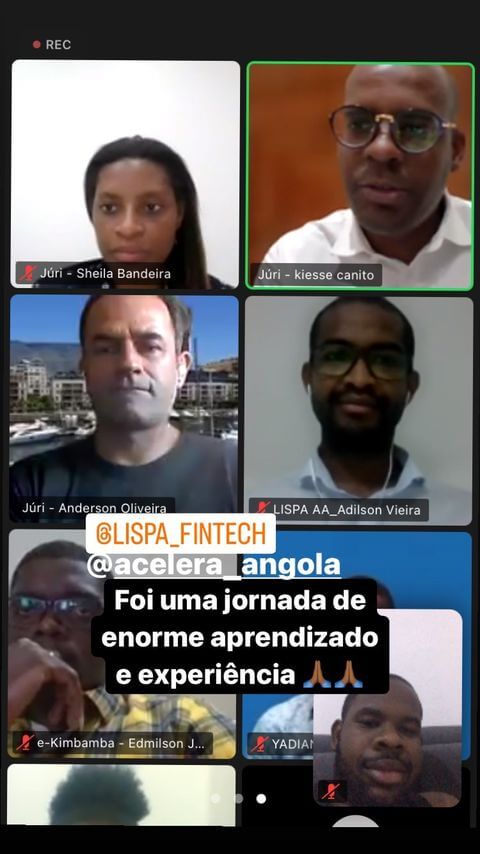 REC
Júri - Sheila Bandeira
Júri - kiesse canito
Júri - Anderson Oliveira
LISPA AA_Adilson Vieira
@LISPA_FINTECH
@acelera_angola
Foi uma jornada de
enorme aprendizado
e experiência 🙏🏾🙏🏾
e-Kimbamba - Edmilson J...